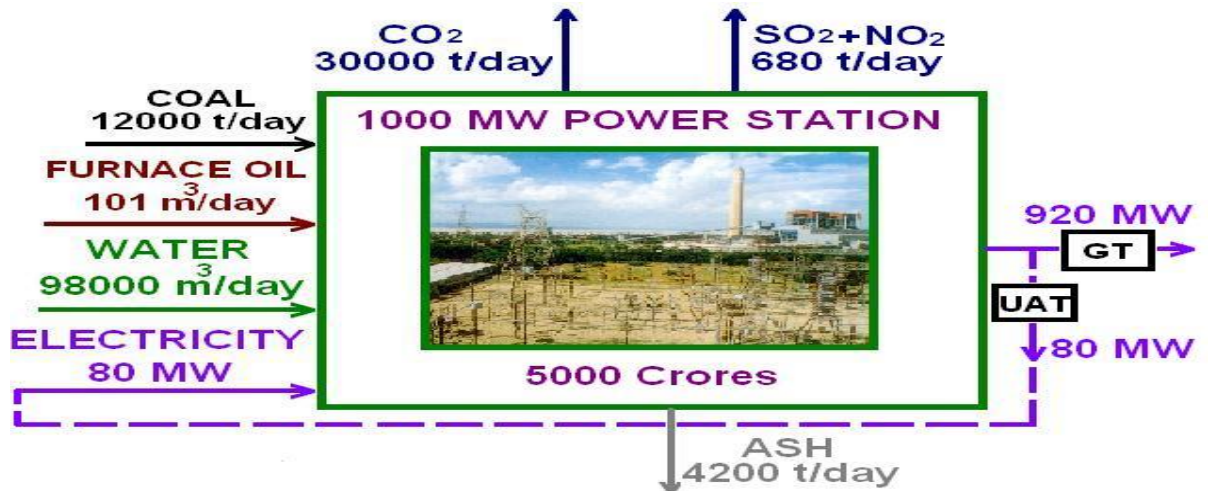 CO2
30000 t/day
SO2+NO2
680 t/day
COAL
12000 t/day
1000 MW POWER STATION
FURNACE OIL
101 m3/day
WATER
98000 m3/day
ELECTRICITY
80 MW
920 MW
GT
UAT
80 MW
5000 Crores
ASH
4200 t/day